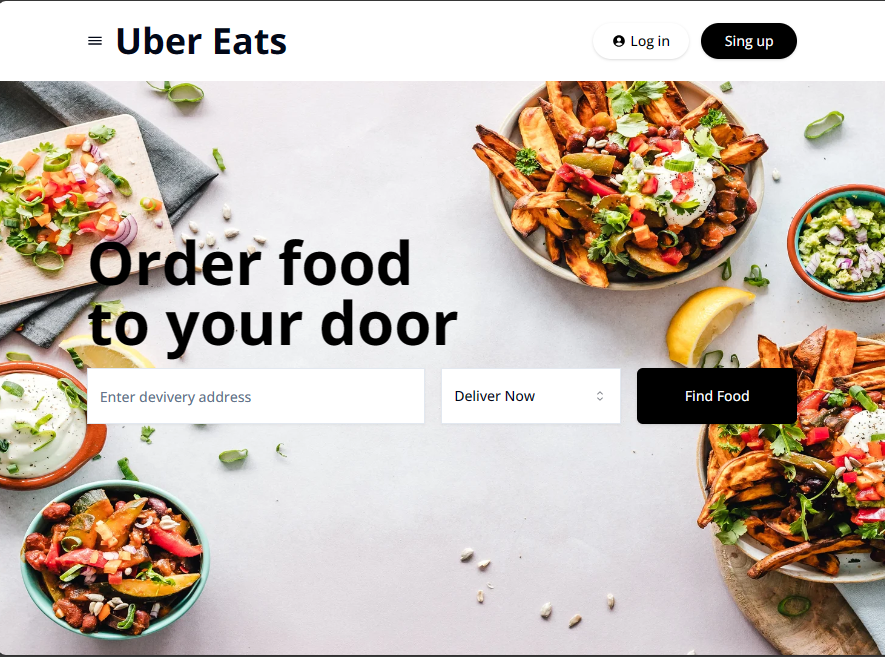 Uber Eats
Log in
Sing up
Order food
to your door
Enter devivery address
Deliver Now
Find Food